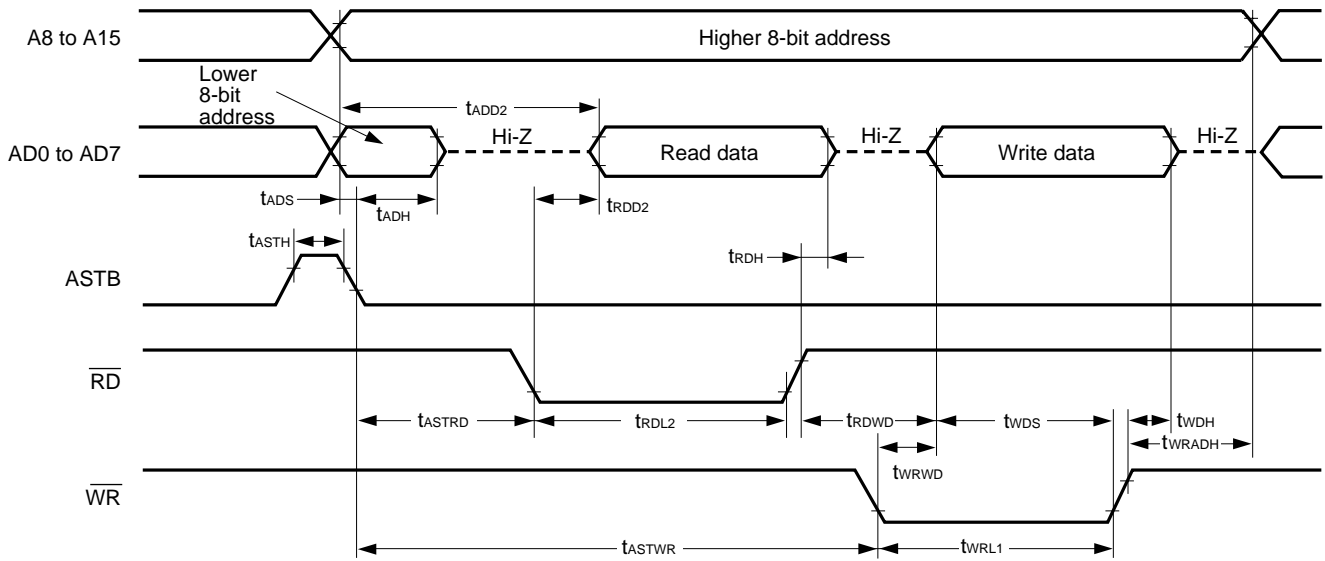 A8 to A15
Higher 8-bit address
Lower
8-bit
address
tADD2
AD0 to AD7
Hi-Z
Read data
Hi-Z
Write data
Hi-Z
tADS
tADH
tRDD2
tASTH
tRDH
ASTB
RD
tASTRD
tRDL2
tRDWD
tWDS
tWDH
tWRADH
tWRWD
WR
tASTWR
tWRL1